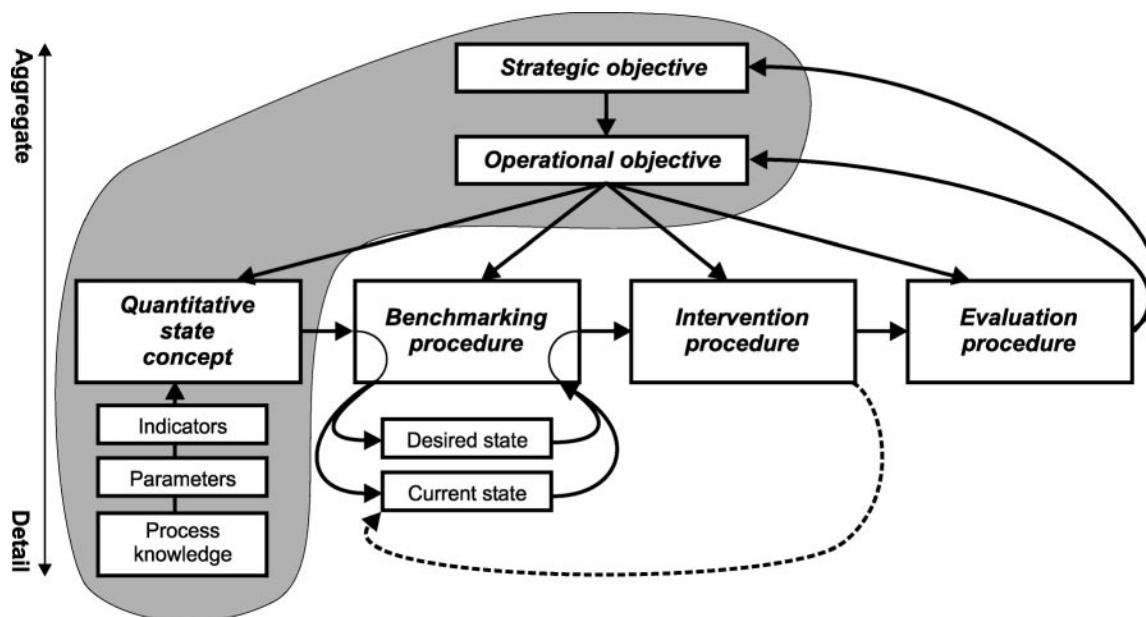 Aggregate
Detail
Strategic objective
Operational objective
Quantitative
state
concept
Benchmarking
procedure
Intervention
procedure
Evaluation
procedure
Indicators
Parameters
Process
knowledge
Desired state
Current state